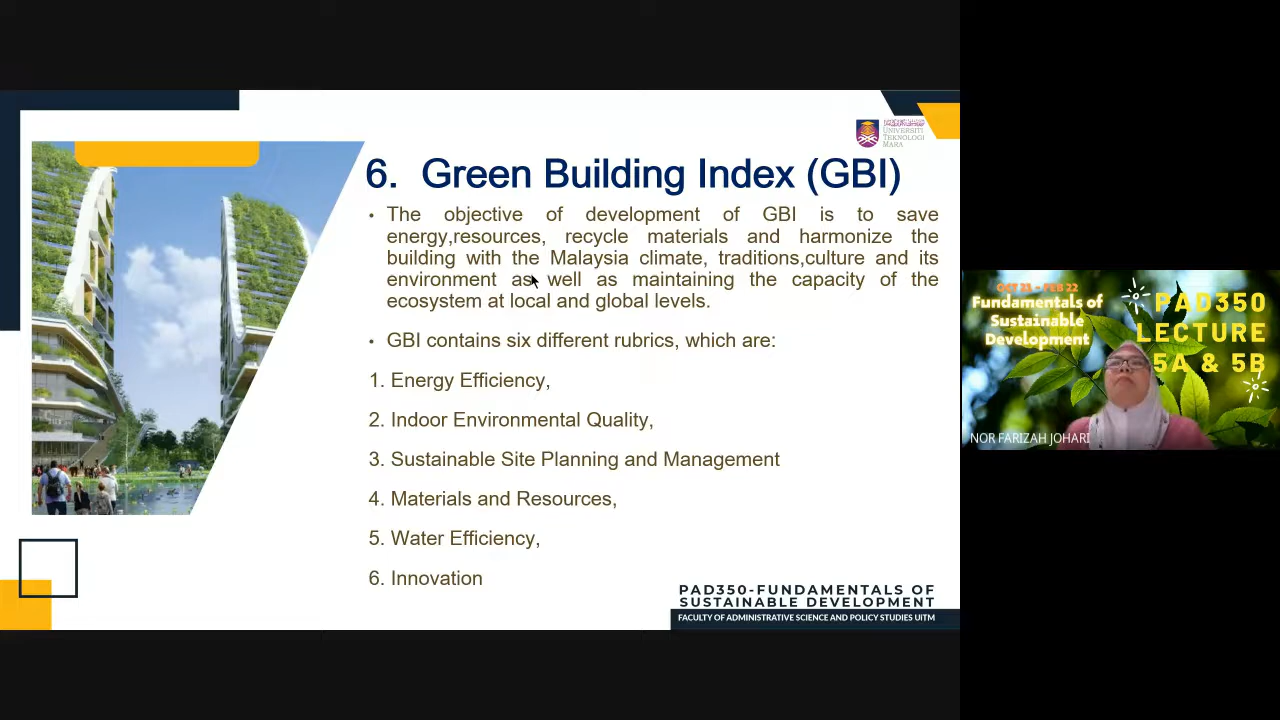 UNIVERSITI
TEKNOLOGI
MARA
6. Green Building Index (GBI)
• The objective of development of GBI is to save
energy,resources, recycle materials and harmonize the
building with the Malaysia climate, traditions,culture and its
environment as well as maintaining the capacity of the
ecosystem at local and global levels.
• GBI contains six different rubrics, which are:
1. Energy Efficiency,
2. Indoor Environmental Quality,
3. Sustainable Site Planning and Management
4. Materials and Resources,
5. Water Efficiency,
6. Innovation
PAD350-FUNDAMENTALS OF
SUSTAINABLE DEVELOPMENT
FACULTY OF ADMINISTRATIVE SCIENCE AND POLICY STUDIES UITM
Fundamentals of
Sustainable
Development
PAD350
LECTURE
5A & 5B
NOR FARIZAH JOHARI